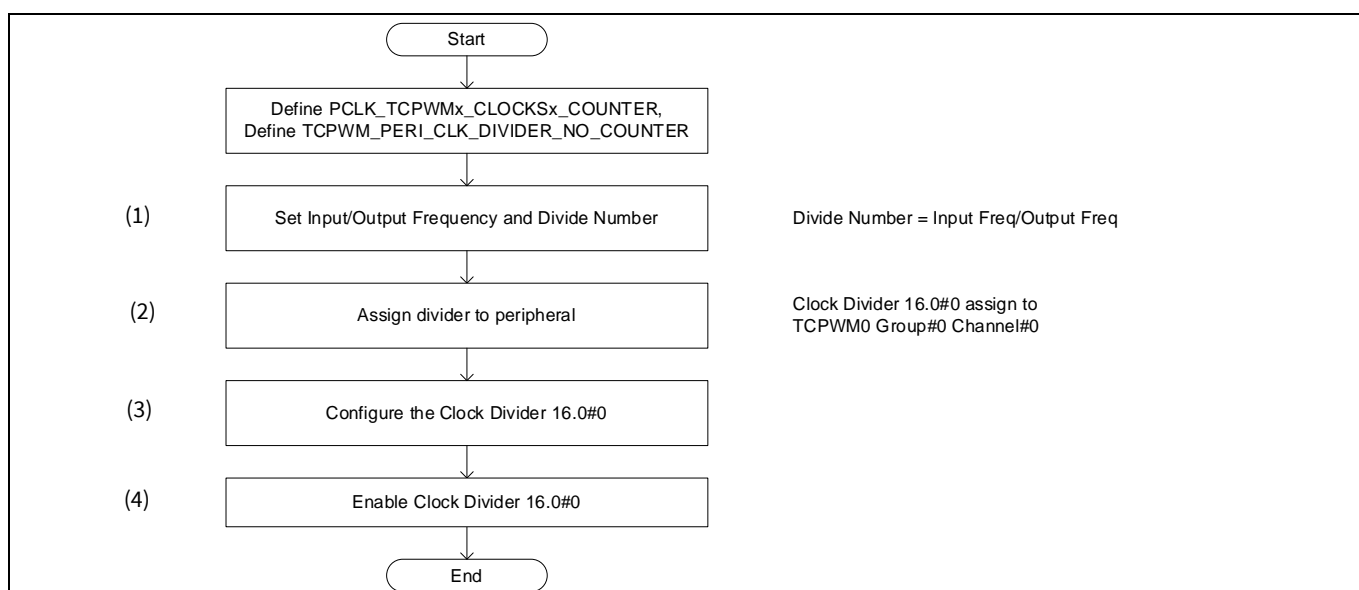 Start
Define PCLK_TCPWMx_CLOCKSx_COUNTER,
Define TCPWM_PERI_CLK_DIVIDER_NO_COUNTER
(1)
Set Input/Output Frequency and Divide Number
Divide Number = Input Freq/Output Freq
(2)
Assign divider to peripheral
Clock Divider 16.0#0 assign to
TCPWM0 Group#0 Channel#0
(3)
Configure the Clock Divider 16.0#0
(4)
Enable Clock Divider 16.0#0
End